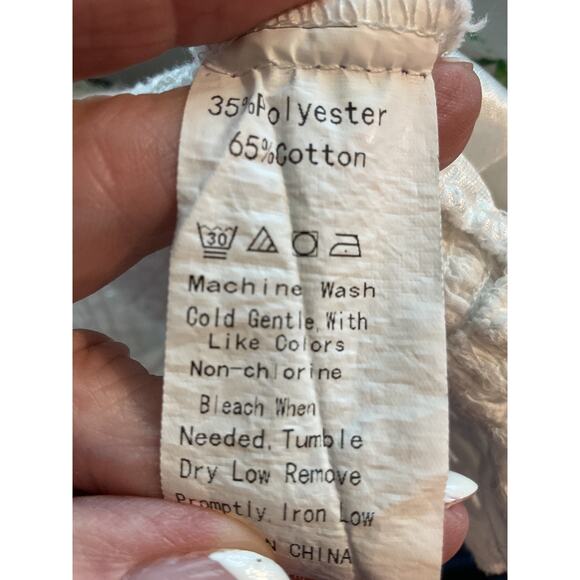 35%Polyester
65%Cotton
30
Machine Wash
Cold Gentle, With
Like Colors
Non-chlorine
Bleach When
Needed, Tumble
Dry Low Remove
Promptly, Iron Low
CHINA